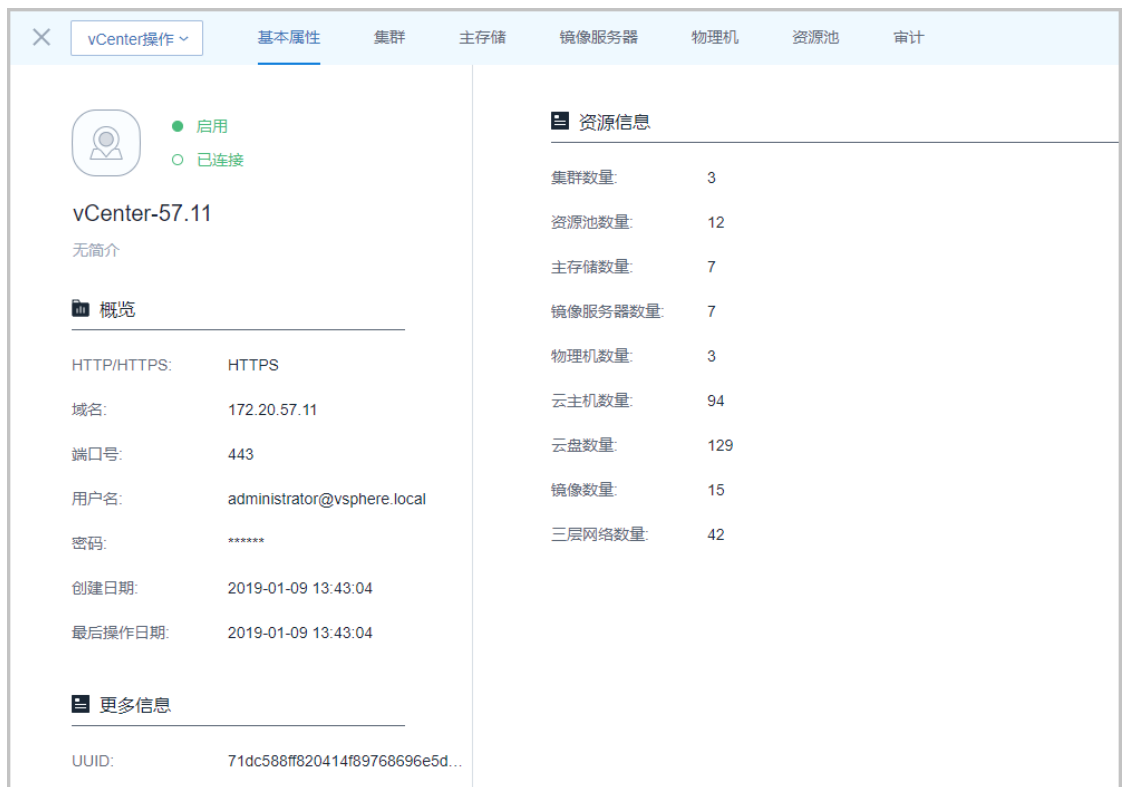 vCenter操作 基本属性 集群 主存储 镜像服务器 物理机 资源池 审计
启用
已连接
vCenter-57.11
无简介
概览
HTTP/HTTPS: HTTPS
域名: 172.20.57.11
端口号: 443
用户名: administrator@vsphere.local
密码: ******
创建日期: 2019-01-09 13:43:04
最后操作日期: 2019-01-09 13:43:04
更多信息
UUID: 71dc588ff820414f89768696e5d...
资源信息
集群数量: 3
资源池数量: 12
主存储数量: 7
镜像服务器数量: 7
物理机数量: 3
云主机数量: 94
云盘数量: 129
镜像数量: 15
三层网络数量: 42